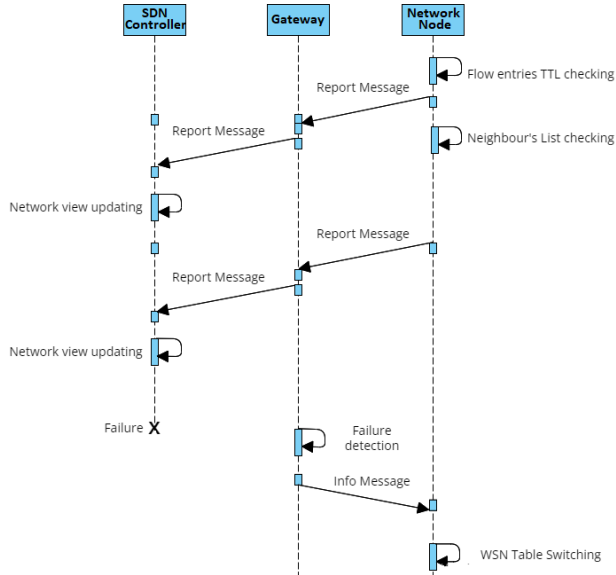 SDN
Controller
Gateway
Network
Node
Flow entries TTL checking
Report Message
Report Message
Neighbour's List checking
Network view updating
Report Message
Report Message
Network view updating
Failure X
Failure
detection
Info Message
WSN Table Switching